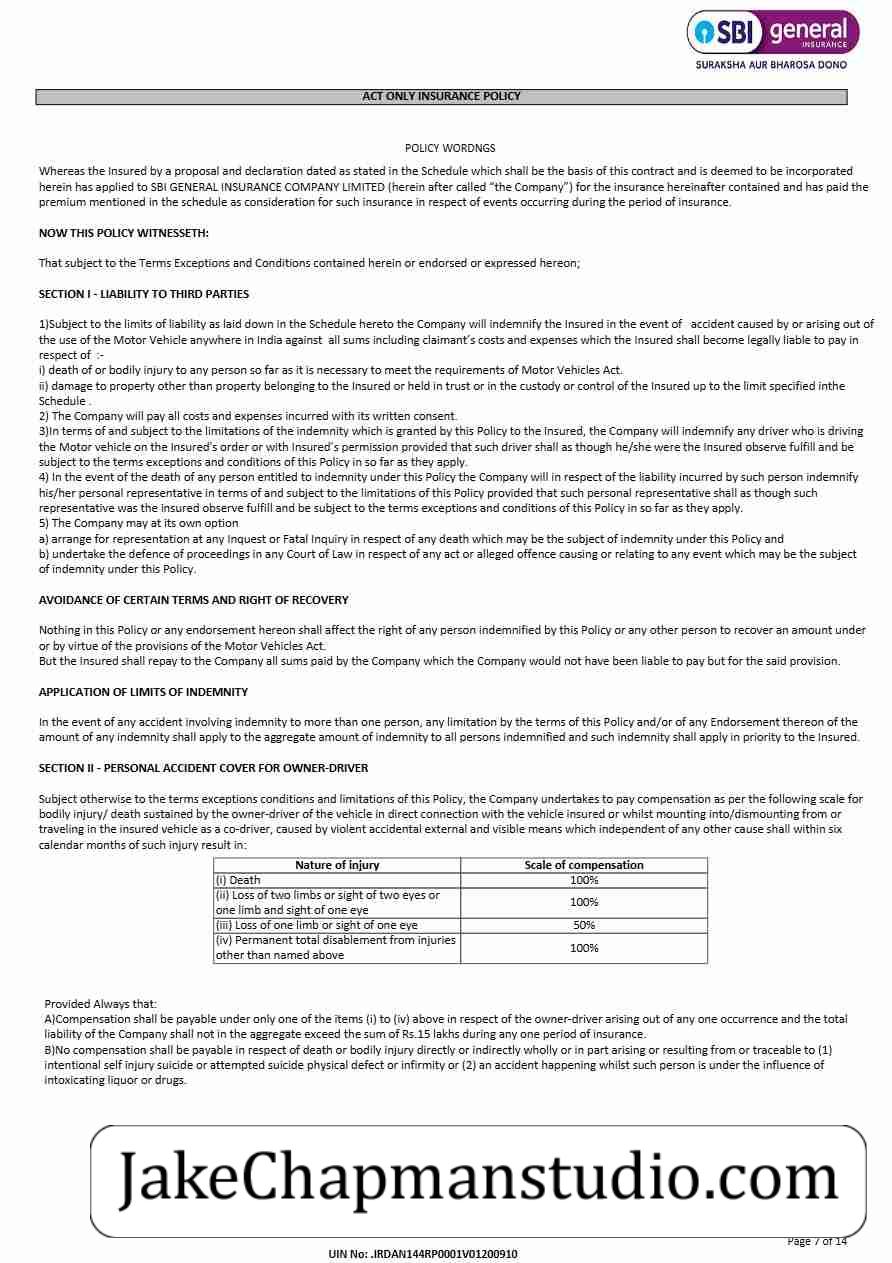 SBI general
INSURANCE
SURAKSHA AUR BHAROSA DONO
ACT ONLY INSURANCE POLICY
POLICY WORDNGS
Whereas the Insured by a proposal and declaration dated as stated in the Schedule which shall be the basis of this contract and is deemed to be incorporated
herein has applied to SBI GENERAL INSURANCE COMPANY LIMITED (herein after called "the Company") for the insurance hereinafter contained and has paid the
premium mentioned in the schedule as consideration for such insurance in respect of events occurring during the period of insurance.
NOW THIS POLICY WITNESSETH:
That subject to the Terms Exceptions and Conditions contained herein or endorsed or expressed hereon;
SECTION I - LIABILITY TO THIRD PARTIES
1)Subject to the limits of liability as laid down in the Schedule hereto the Company will indemnify the Insured in the event of accident caused by or arising out of
the use of the Motor Vehicle anywhere in India against all sums including claimant's costs and expenses which the Insured shall become legally liable to pay in
respect of :-
i) death of or bodily injury to any person so far as it is necessary to meet the requirements of Motor Vehicles Act.
ii) damage to property other than property belonging to the Insured or held in trust or in the custody or control of the Insured up to the limit specified inthe
Schedule .
2) The Company will pay all costs and expenses incurred with its written consent.
3)In terms of and subject to the limitations of the indemnity which is granted by this Policy to the Insured, the Company will indemnify any driver who is driving
the Motor vehicle on the Insured's order or with Insured's permission provided that such driver shall as though he/she were the Insured observe fulfill and be
subject to the terms exceptions and conditions of this Policy in so far as they apply.
4) In the event of the death of any person entitled to indemnity under this Policy the Company will in respect of the liability incurred by such person indemnify
his/her personal representative in terms of and subject to the limitations of this Policy provided that such personal representative shall as though such
representative was the Insured observe fulfill and be subject to the terms exceptions and conditions of this Policy in so far as they apply.
5) The Company may at its own option
a) arrange for representation at any Inquest or Fatal Inquiry in respect of any death which may be the subject of indemnity under this Policy and
b) undertake the defence of proceedings in any Court of Law in respect of any act or alleged offence causing or relating to any event which may be the subject
of indemnity under this Policy.
AVOIDANCE OF CERTAIN TERMS AND RIGHT OF RECOVERY
Nothing in this Policy or any endorsement hereon shall affect the right of any person indemnified by this Policy or any other person to recover an amount under
or by virtue of the provisions of the Motor Vehicles Act.
But the Insured shall repay to the Company all sums paid by the Company which the Company would not have been liable to pay but for the said provision.
APPLICATION OF LIMITS OF INDEMNITY
In the event of any accident involving indemnity to more than one person, any limitation by the terms of this Policy and/or of any Endorsement thereon of the
amount of any indemnity shall apply to the aggregate amount of indemnity to all persons indemnified and such indemnity shall apply in priority to the Insured.
SECTION II - PERSONAL ACCIDENT COVER FOR OWNER-DRIVER
Subject otherwise to the terms exceptions conditions and limitations of this Policy, the Company undertakes to pay compensation as per the following scale for
bodily injury/ death sustained by the owner-driver of the vehicle in direct connection with the vehicle insured or whilst mounting into/dismounting from or
traveling in the insured vehicle as a co-driver, caused by violent accidental external and visible means which independent of any other cause shall within six
calendar months of such injury result in:
Nature of injury Scale of compensation
(i) Death 100%
(ii) Loss of two limbs or sight of two eyes or
one limb and sight of one eye 100%
(iii) Loss of one limb or sight of one eye 50%
(iv) Permanent total disablement from injuries
other than named above 100%
Provided Always that:
A)Compensation shall be payable under only one of the items (i) to (iv) above in respect of the owner-driver arising out of any one occurrence and the total
liability of the Company shall not in the aggregate exceed the sum of Rs.15 lakhs during any one period of insurance.
B)No compensation shall be payable in respect of death or bodily injury directly or indirectly wholly or in part arising or resulting from or traceable to (1)
intentional self injury suicide or attempted suicide physical defect or infirmity or (2) an accident happening whilst such person is under the influence of
intoxicating liquor or drugs.
JakeChapmanstudio.com
Page 7 of 14
UIN No: .IRDAN144RP0001V01200910